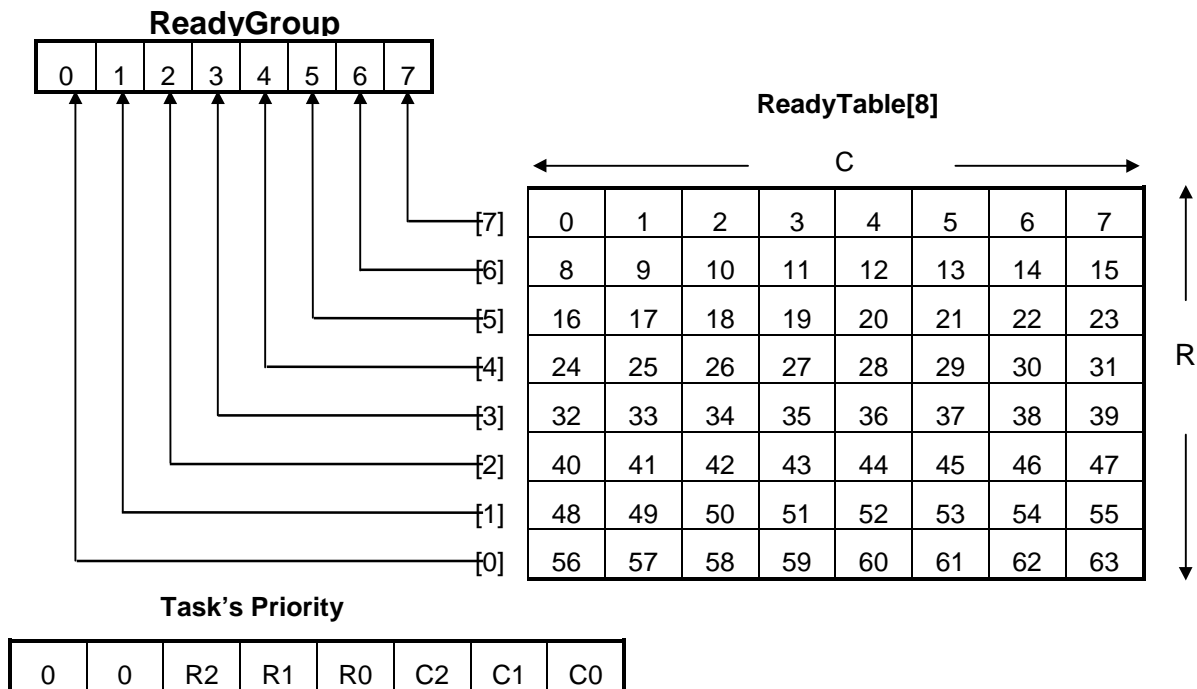 ReadyGroup
0 1 2 3 4 5 6 7
ReadyTable[8]
C
[7] 0 1 2 3 4 5 6 7
[6] 8 9 10 11 12 13 14 15
[5] 16 17 18 19 20 21 22 23
[4] 24 25 26 27 28 29 30 31
R
[3] 32 33 34 35 36 37 38 39
[2] 40 41 42 43 44 45 46 47
[1] 48 49 50 51 52 53 54 55
[0] 56 57 58 59 60 61 62 63
Task’s Priority
0 0 R2 R1 R0 C2 C1 C0